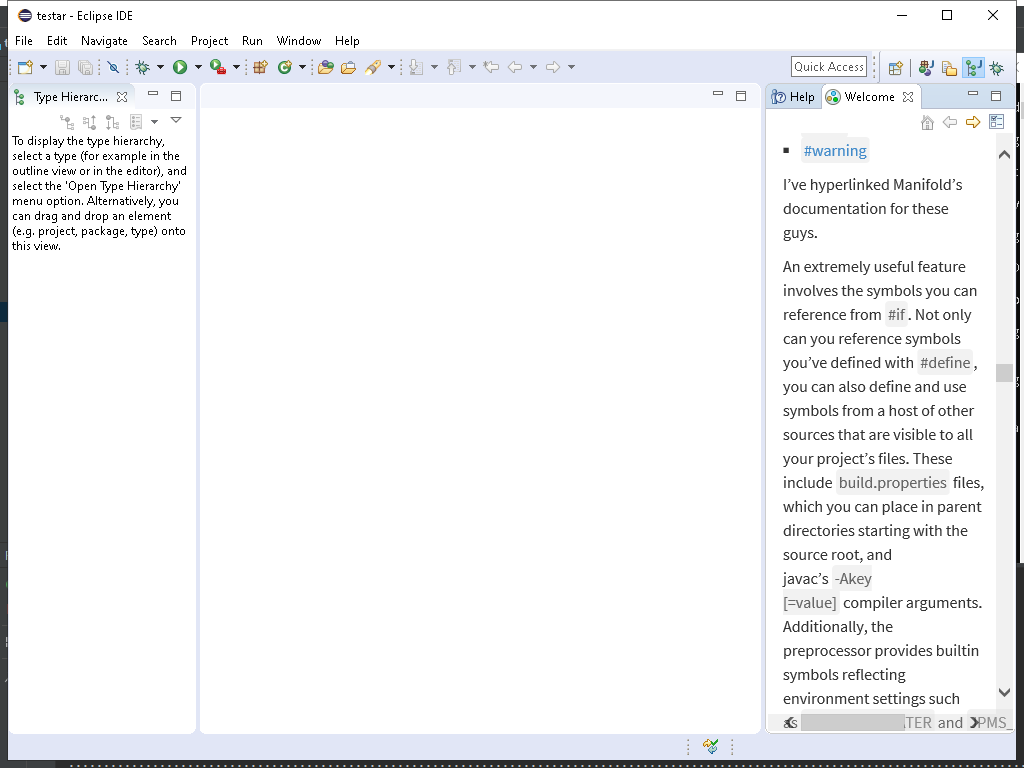 testar - Eclipse IDE
File Edit Navigate Search Project Run Window Help
Quick Access
Type Hierarc...
Help
Welcome
To display the type hierarchy,
select a type (for example in the
outline view or in the editor), and
select the 'Open Type Hierarchy'
menu option. Alternatively, you
can drag and drop an element
(e.g. project, package, type) onto
this view.
#warning
I’ve hyperlinked Manifold’s
documentation for these
guys.
An extremely useful feature
involves the symbols you can
reference from #if. Not only
can you reference symbols
you’ve defined with #define,
you can also define and use
symbols from a host of other
sources that are visible to all
your project’s files. These
include build.properties files,
which you can place in parent
directories starting with the
source root, and
javac’s -Akey
[=value] compiler arguments.
Additionally, the
preprocessor provides builtin
symbols reflecting
environment settings such
as TER and PMS_